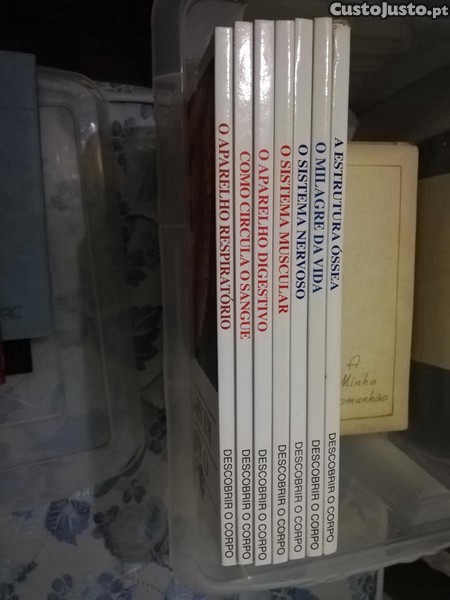 CustoJusto.pt
O APARELHO RESPIRATÓRIO
DESCOBRIR O CORPO
COMO CIRCULA O SANGUE
DESCOBRIR O CORPO
O APARELHO DIGESTIVO
DESCOBRIR O CORPO
O SISTEMA MUSCULAR
DESCOBRIR O CORPO
O SISTEMA NERVOSO
DESCOBRIR O CORPO
O MILAGRE DA VIDA
DESCOBRIR O CORPO
A ESTRUTURA ÓSSEA
DESCOBRIR O CORPO
A
Minha